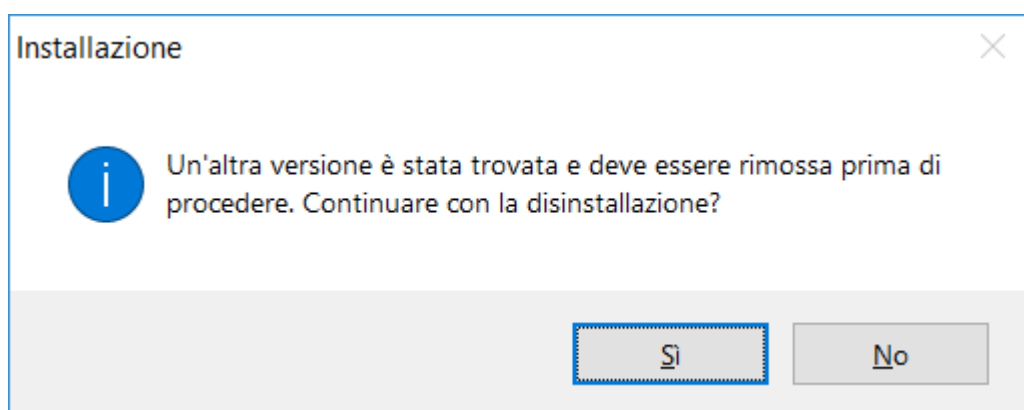 Installazione
Un'altra versione è stata trovata e deve essere rimossa prima di
procedere. Continuare con la disinstallazione?
Sì
No